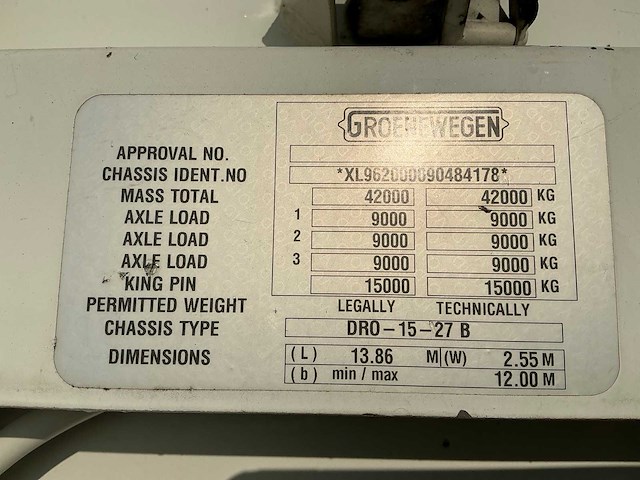 GROENEWEGEN
APPROVAL NO.
CHASSIS IDENT.NO *XL962000090484178*
MASS TOTAL 42000 42000 KG
AXLE LOAD 1 9000 9000 KG
AXLE LOAD 2 9000 9000 KG
AXLE LOAD 3 9000 9000 KG
KING PIN 15000 15000 KG
PERMITTED WEIGHT LEGALLY TECHNICALLY
CHASSIS TYPE DRO-15-27 B
DIMENSIONS (L) 13.86 M (W) 2.55 M
(b) min / max 12.00 M